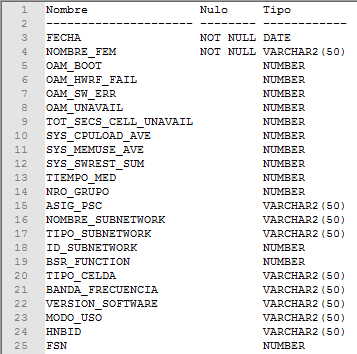 1 Nombre Nulo Tipo
2 --------------------- -------- ------------
3 FECHA NOT NULL DATE
4 NOMBRE_FEM NOT NULL VARCHAR2(50)
5 OAM_BOOT NUMBER
6 OAM_HWRF_FAIL NUMBER
7 OAM_SW_ERR NUMBER
8 OAM_UNAVAIL NUMBER
9 TOT_SECS_CELL_UNAVAIL NUMBER
10 SYS_CPULOAD_AVE NUMBER
11 SYS_MEMUSE_AVE NUMBER
12 SYS_SWREST_SUM NUMBER
13 TIEMPO_MED NUMBER
14 NRO_GRUPO NUMBER
15 ASIG_PSC VARCHAR2(50)
16 NOMBRE_SUBNETWORK VARCHAR2(50)
17 TIPO_SUBNETWORK VARCHAR2(50)
18 ID_SUBNETWORK NUMBER
19 BSR_FUNCTION NUMBER
20 TIPO_CELDA VARCHAR2(50)
21 BANDA_FRECUENCIA VARCHAR2(50)
22 VERSION_SOFTWARE VARCHAR2(50)
23 MODO_USO VARCHAR2(50)
24 HNBID VARCHAR2(50)
25 FSN NUMBER